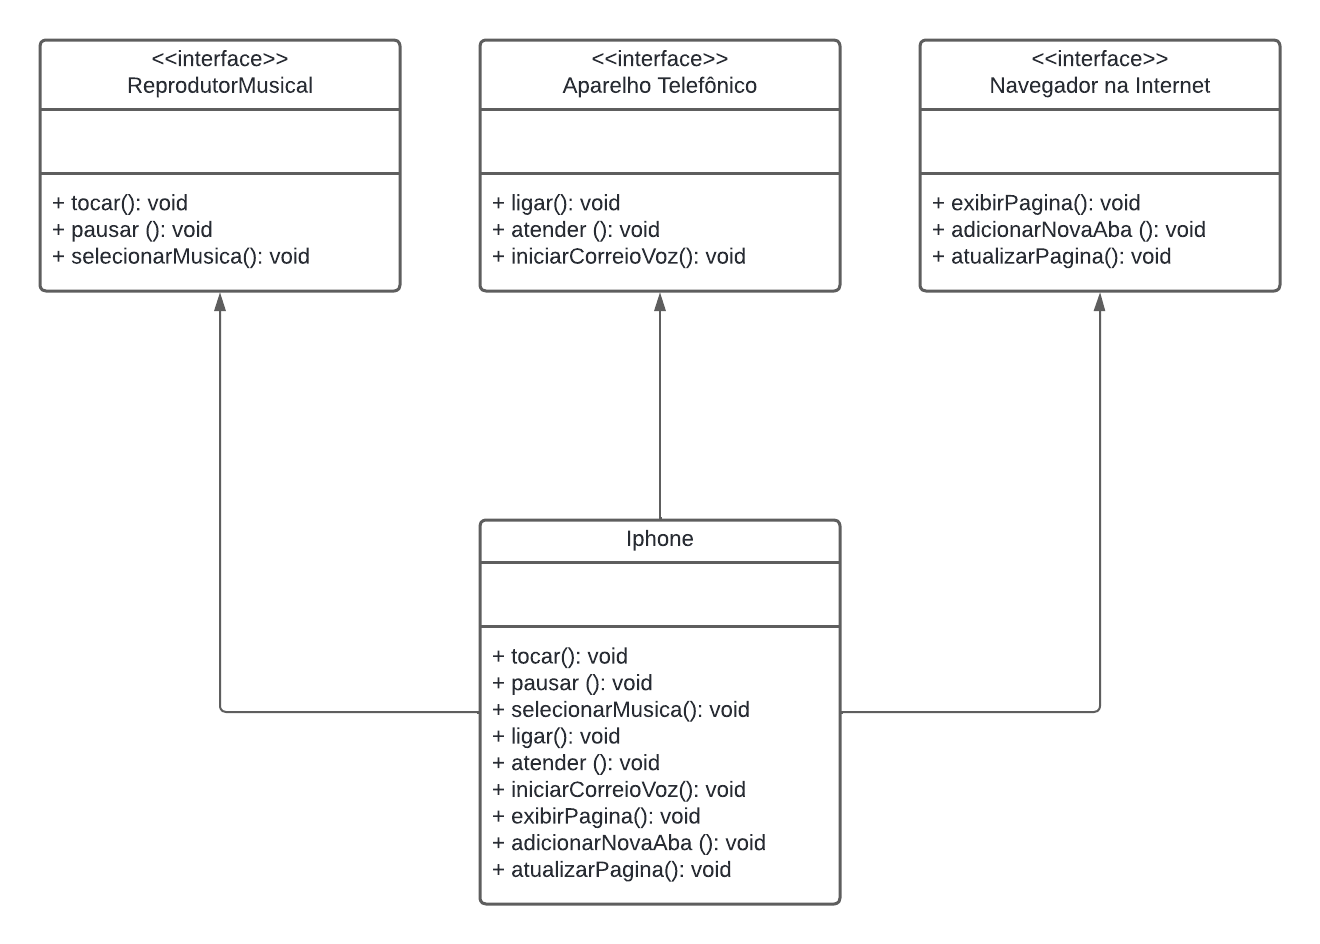 <<interface>>
ReprodutorMusical
+ tocar(): void
+ pausar (): void
+ selecionarMusica(): void
<<interface>>
Aparelho Telefônico
+ ligar(): void
+ atender (): void
+ iniciarCorreioVoz(): void
<<interface>>
Navegador na Internet
+ exibirPagina(): void
+ adicionarNovaAba (): void
+ atualizarPagina(): void
Iphone
+ tocar(): void
+ pausar (): void
+ selecionarMusica(): void
+ ligar(): void
+ atender (): void
+ iniciarCorreioVoz(): void
+ exibirPagina(): void
+ adicionarNovaAba (): void
+ atualizarPagina(): void